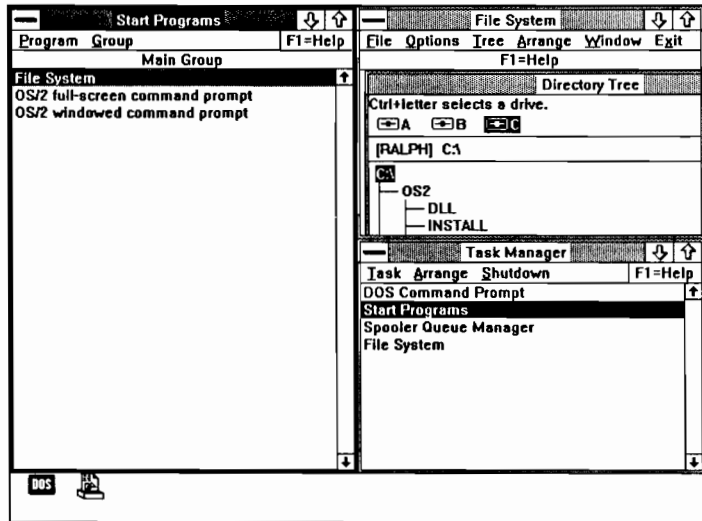 Start Programs
Program Group F1=Help
Main Group
File System
OS/2 full-screen command prompt
OS/2 windowed command prompt
File System
File Options Tree Arrange Window Exit
F1=Help
Directory Tree
Ctrl+letter selects a drive.
A B C
[RALPH] C:\
C:\
OS2
DLL
INSTALL
Task Manager
Task Arrange Shutdown F1=Help
DOS Command Prompt
Start Programs
Spooler Queue Manager
File System
DOS